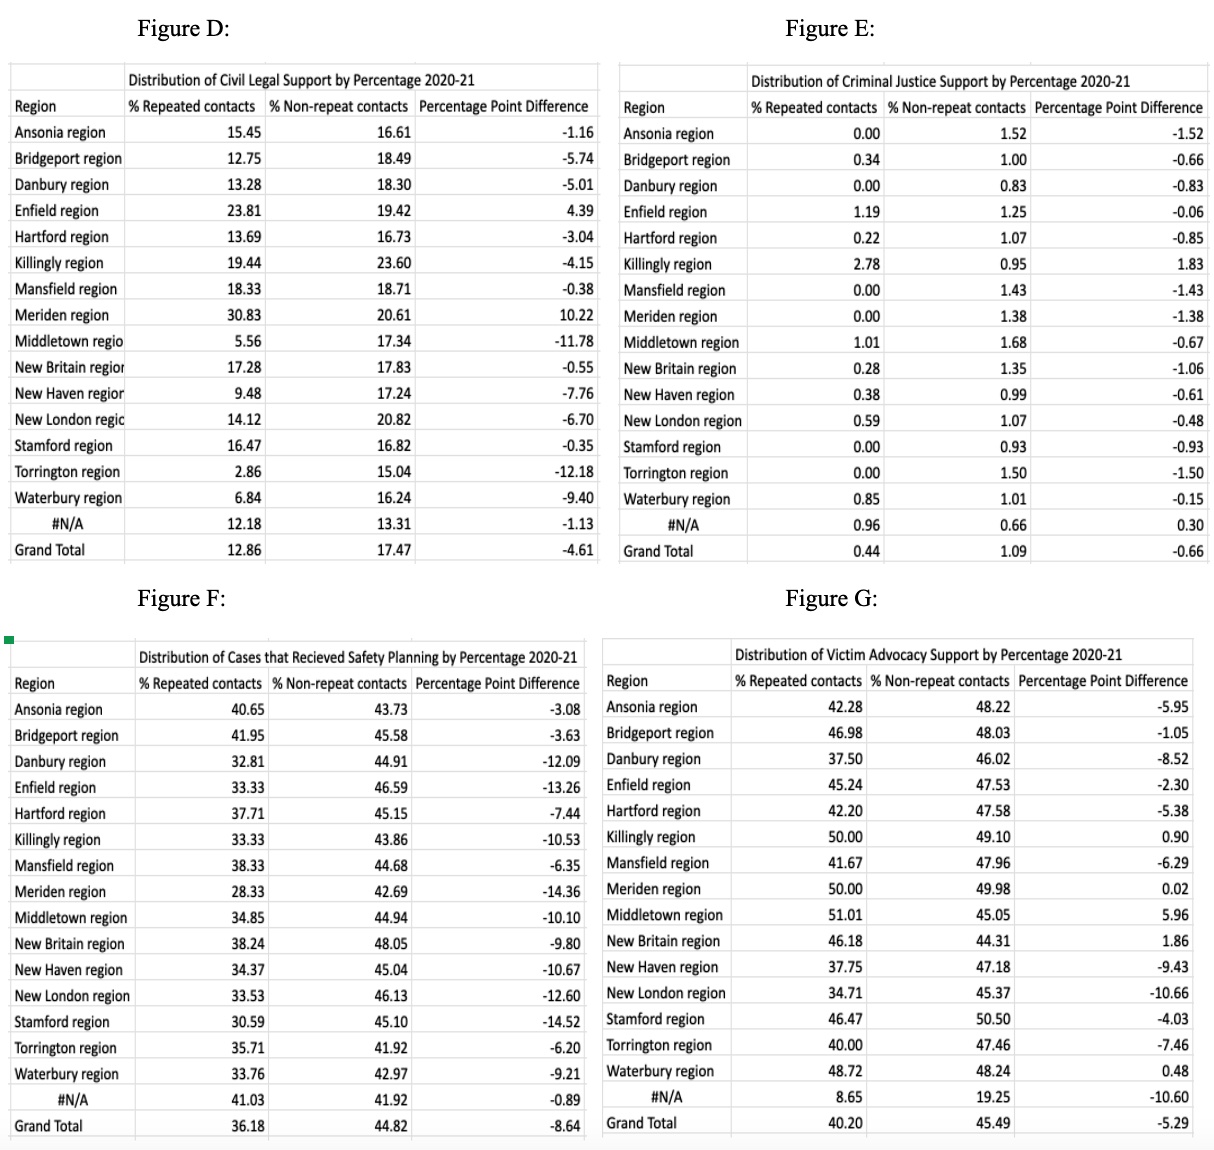 Figure D:
Distribution of Civil Legal Support by Percentage 2020-21
Region % Repeated contacts % Non-repeat contacts Percentage Point Difference
Ansonia region 15.45 16.61 -1.16
Bridgeport region 12.75 18.49 -5.74
Danbury region 13.28 18.30 -5.01
Enfield region 23.81 19.42 4.39
Hartford region 13.69 16.73 -3.04
Killingly region 19.44 23.60 -4.15
Mansfield region 18.33 18.71 -0.38
Meriden region 30.83 20.61 10.22
Middletown regio 5.56 17.34 -11.78
New Britain region 17.28 17.83 -0.55
New Haven region 9.48 17.24 -7.76
New London regic 14.12 20.82 -6.70
Stamford region 16.47 16.82 -0.35
Torrington region 2.86 15.04 -12.18
Waterbury region 6.84 16.24 -9.40
#N/A 12.18 13.31 -1.13
Grand Total 12.86 17.47 -4.61
Figure E:
Distribution of Criminal Justice Support by Percentage 2020-21
Region % Repeated contacts % Non-repeat contacts Percentage Point Difference
Ansonia region 0.00 1.52 -1.52
Bridgeport region 0.34 1.00 -0.66
Danbury region 0.00 0.83 -0.83
Enfield region 1.19 1.25 -0.06
Hartford region 0.22 1.07 -0.85
Killingly region 2.78 0.95 1.83
Mansfield region 0.00 1.43 -1.43
Meriden region 0.00 1.38 -1.38
Middletown region 1.01 1.68 -0.67
New Britain region 0.28 1.35 -1.06
New Haven region 0.38 0.99 -0.61
New London region 0.59 1.07 -0.48
Stamford region 0.00 0.93 -0.93
Torrington region 0.00 1.50 -1.50
Waterbury region 0.85 1.01 -0.15
#N/A 0.96 0.66 0.30
Grand Total 0.44 1.09 -0.66
Figure F:
Distribution of Cases that Recieved Safety Planning by Percentage 2020-21
Region % Repeated contacts % Non-repeat contacts Percentage Point Difference
Ansonia region 40.65 43.73 -3.08
Bridgeport region 41.95 45.58 -3.63
Danbury region 32.81 44.91 -12.09
Enfield region 33.33 46.59 -13.26
Hartford region 37.71 45.15 -7.44
Killingly region 33.33 43.86 -10.53
Mansfield region 38.33 44.68 -6.35
Meriden region 28.33 42.69 -14.36
Middletown region 34.85 44.94 -10.10
New Britain region 38.24 48.05 -9.80
New Haven region 34.37 45.04 -10.67
New London region 33.53 46.13 -12.60
Stamford region 30.59 45.10 -14.52
Torrington region 35.71 41.92 -6.20
Waterbury region 33.76 42.97 -9.21
#N/A 41.03 41.92 -0.89
Grand Total 36.18 44.82 -8.64
Figure G:
Distribution of Victim Advocacy Support by Percentage 2020-21
Region % Repeated contacts % Non-repeat contacts Percentage Point Difference
Ansonia region 42.28 48.22 -5.95
Bridgeport region 46.98 48.03 -1.05
Danbury region 37.50 46.02 -8.52
Enfield region 45.24 47.53 -2.30
Hartford region 42.20 47.58 -5.38
Killingly region 50.00 49.10 0.90
Mansfield region 41.67 47.96 -6.29
Meriden region 50.00 49.98 0.02
Middletown region 51.01 45.05 5.96
New Britain region 46.18 44.31 1.86
New Haven region 37.75 47.18 -9.43
New London region 34.71 45.37 -10.66
Stamford region 46.47 50.50 -4.03
Torrington region 40.00 47.46 -7.46
Waterbury region 48.72 48.24 0.48
#N/A 8.65 19.25 -10.60
Grand Total 40.20 45.49 -5.29